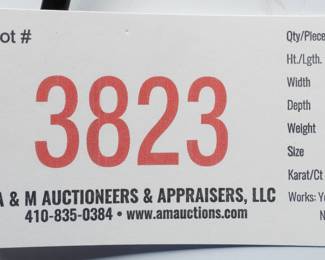 ot #
3823
A & M AUCTIONEERS & APPRAISERS, LLC
410-835-0384 • www.amauctions.com
Qty/Piece
Ht./Lgth.
Width
Depth
Weight
Size
Karat/Ct
Works: Y
N